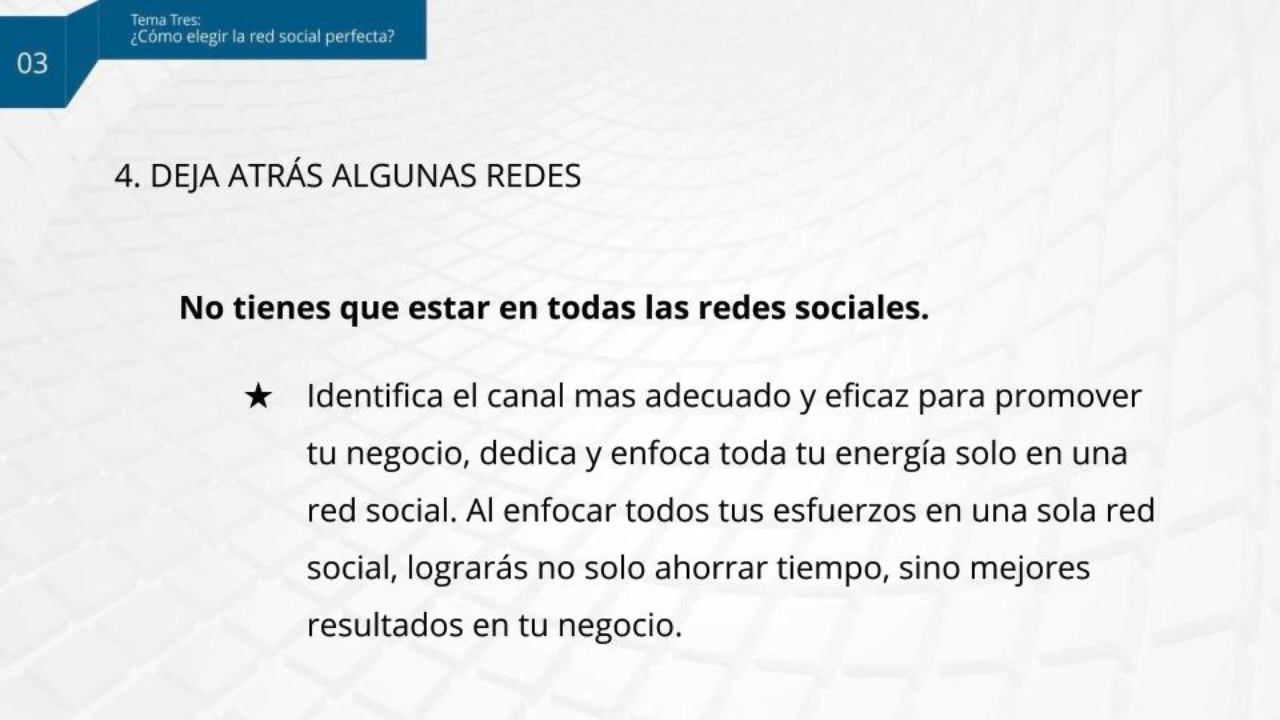 03
Tema Tres:
¿Cómo elegir la red social perfecta?
4. DEJA ATRÁS ALGUNAS REDES
No tienes que estar en todas las redes sociales.
★ Identifica el canal mas adecuado y eficaz para promover
tu negocio, dedica y enfoca toda tu energía solo en una
red social. Al enfocar todos tus esfuerzos en una sola red
social, lograrás no solo ahorrar tiempo, sino mejores
resultados en tu negocio.